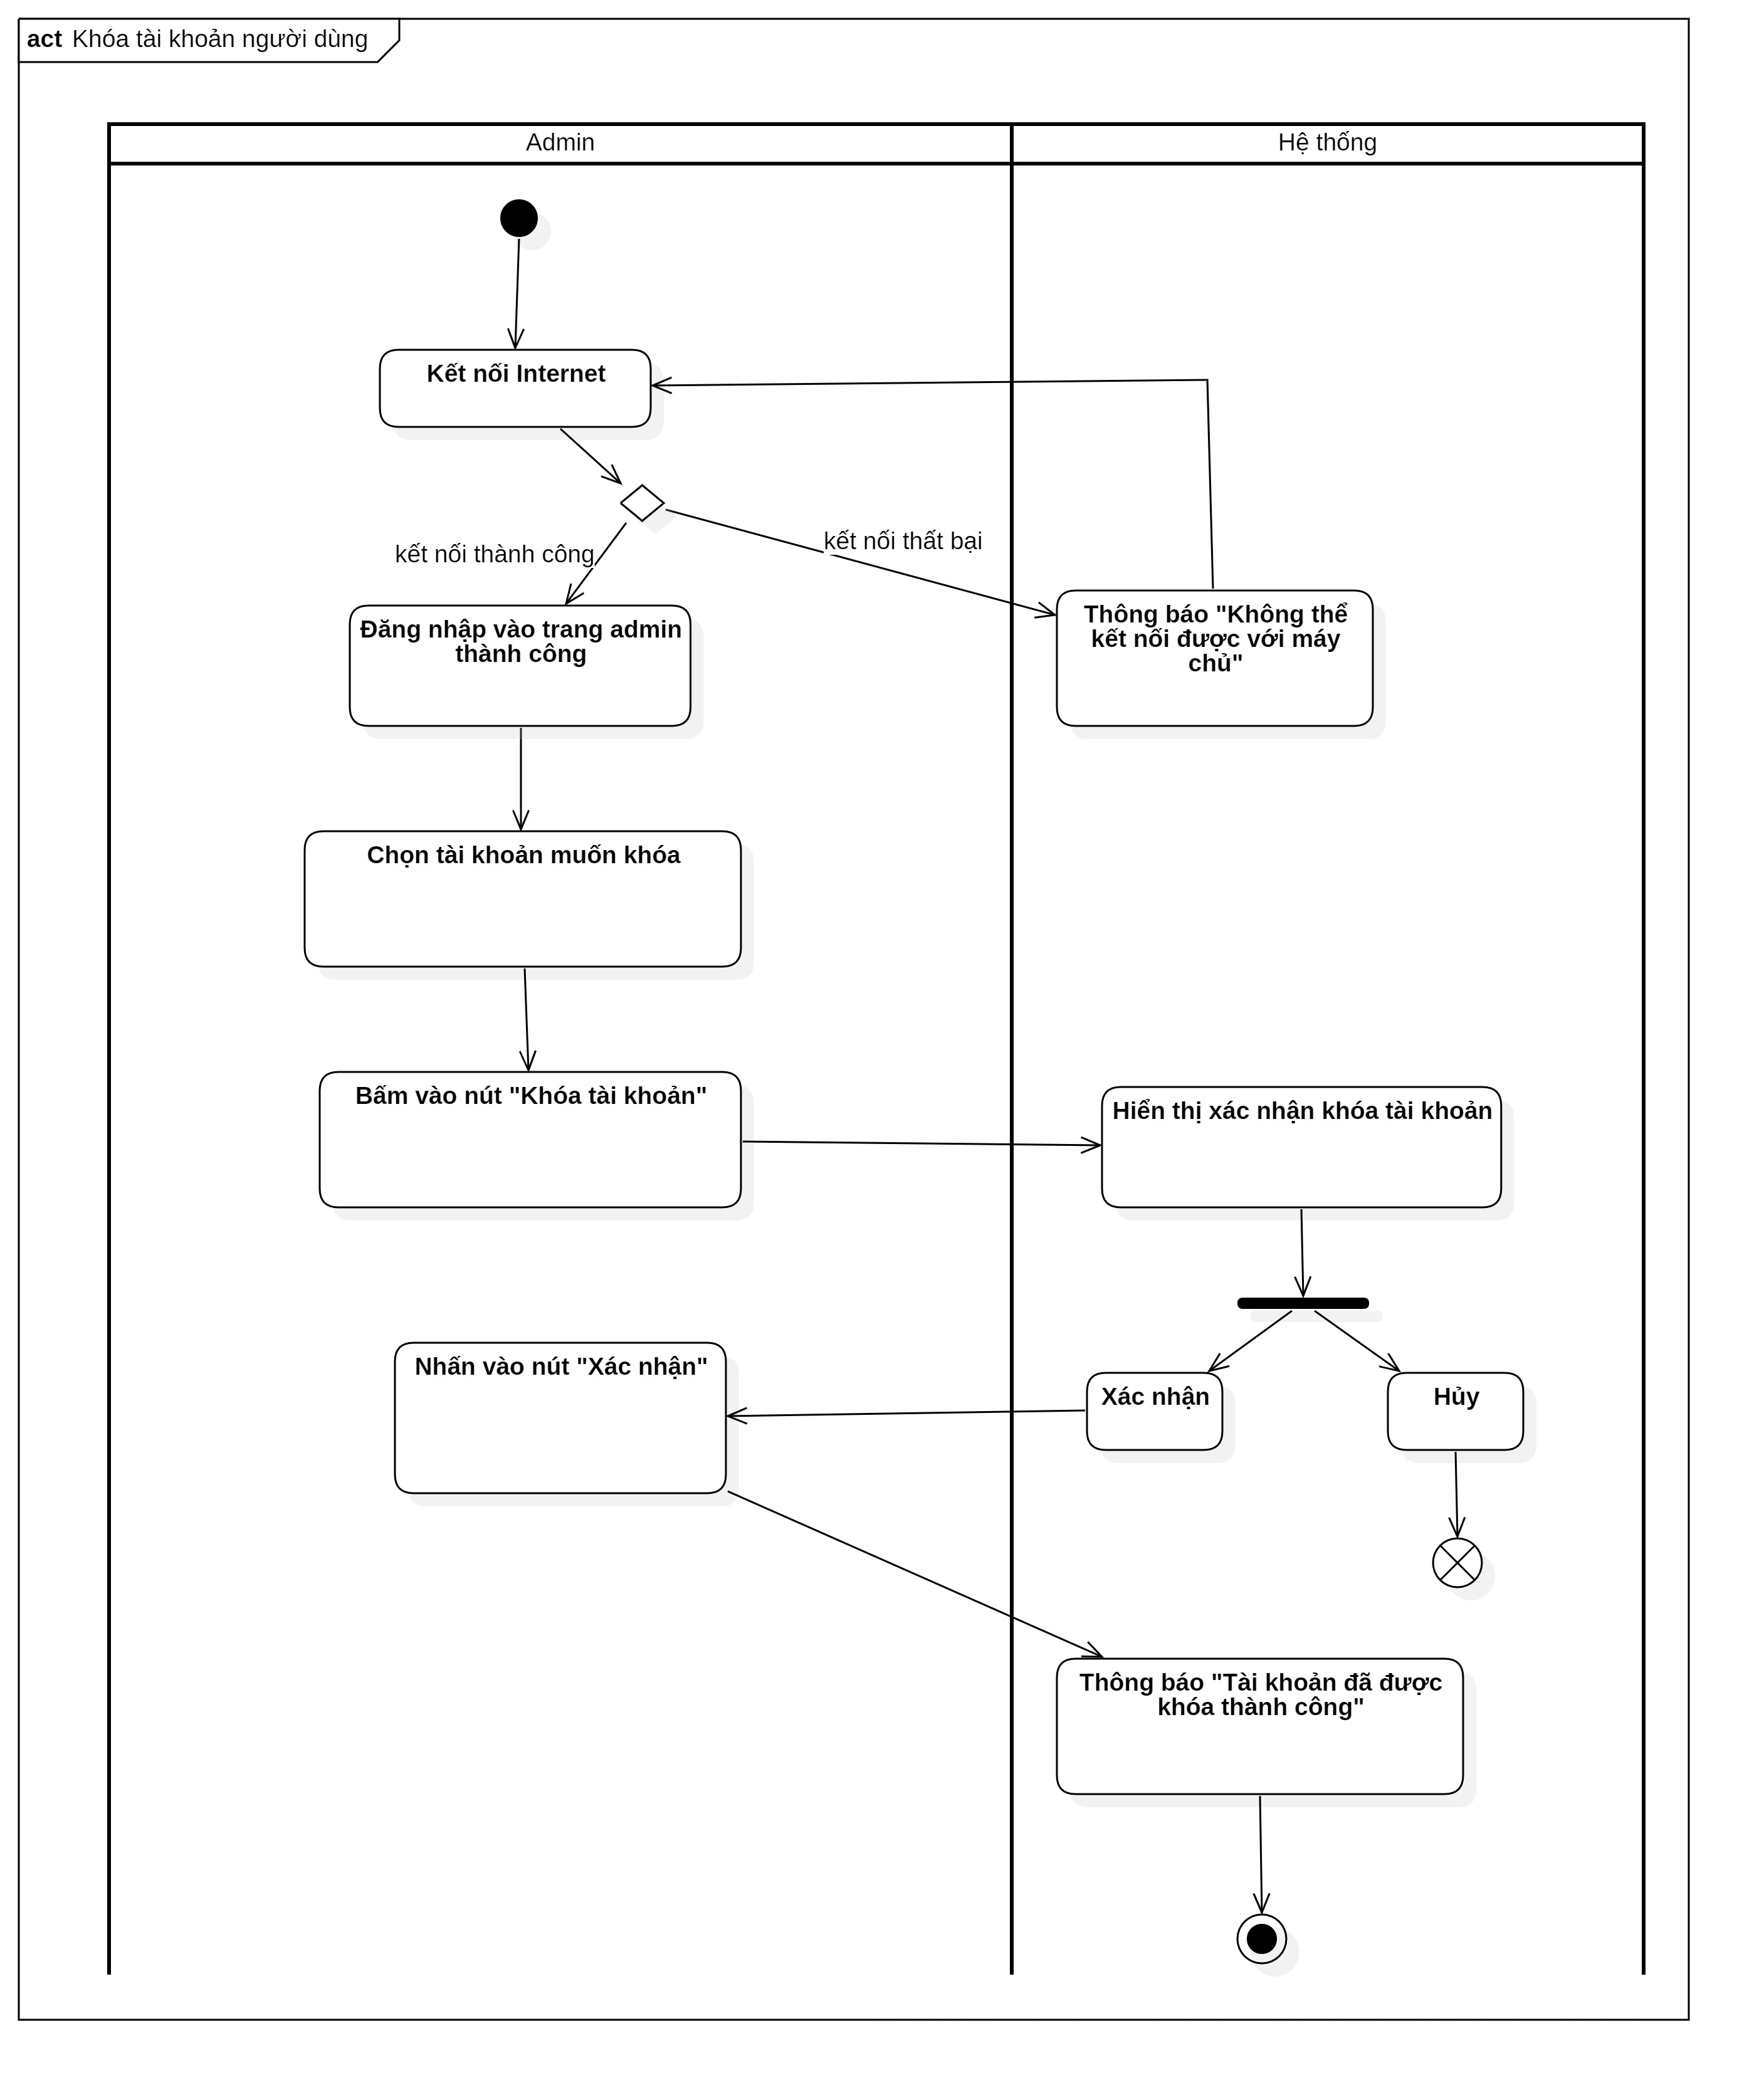 act Khóa tài khoản người dùng
Admin
Hệ thống
Kết nối Internet
kết nối thành công
kết nối thất bại
Đăng nhập vào trang admin
thành công
Thông báo "Không thể
kết nối được với máy
chủ"
Chọn tài khoản muốn khóa
Bấm vào nút "Khóa tài khoản"
Hiển thị xác nhận khóa tài khoản
Nhấn vào nút "Xác nhận"
Xác nhận
Hủy
Thông báo "Tài khoản đã được
khóa thành công"